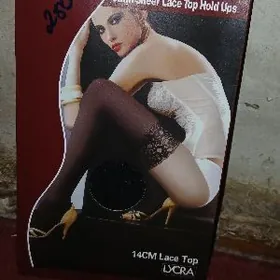 Sheer Lace Top Hold Ups
14CM Lace Top
LYCRA